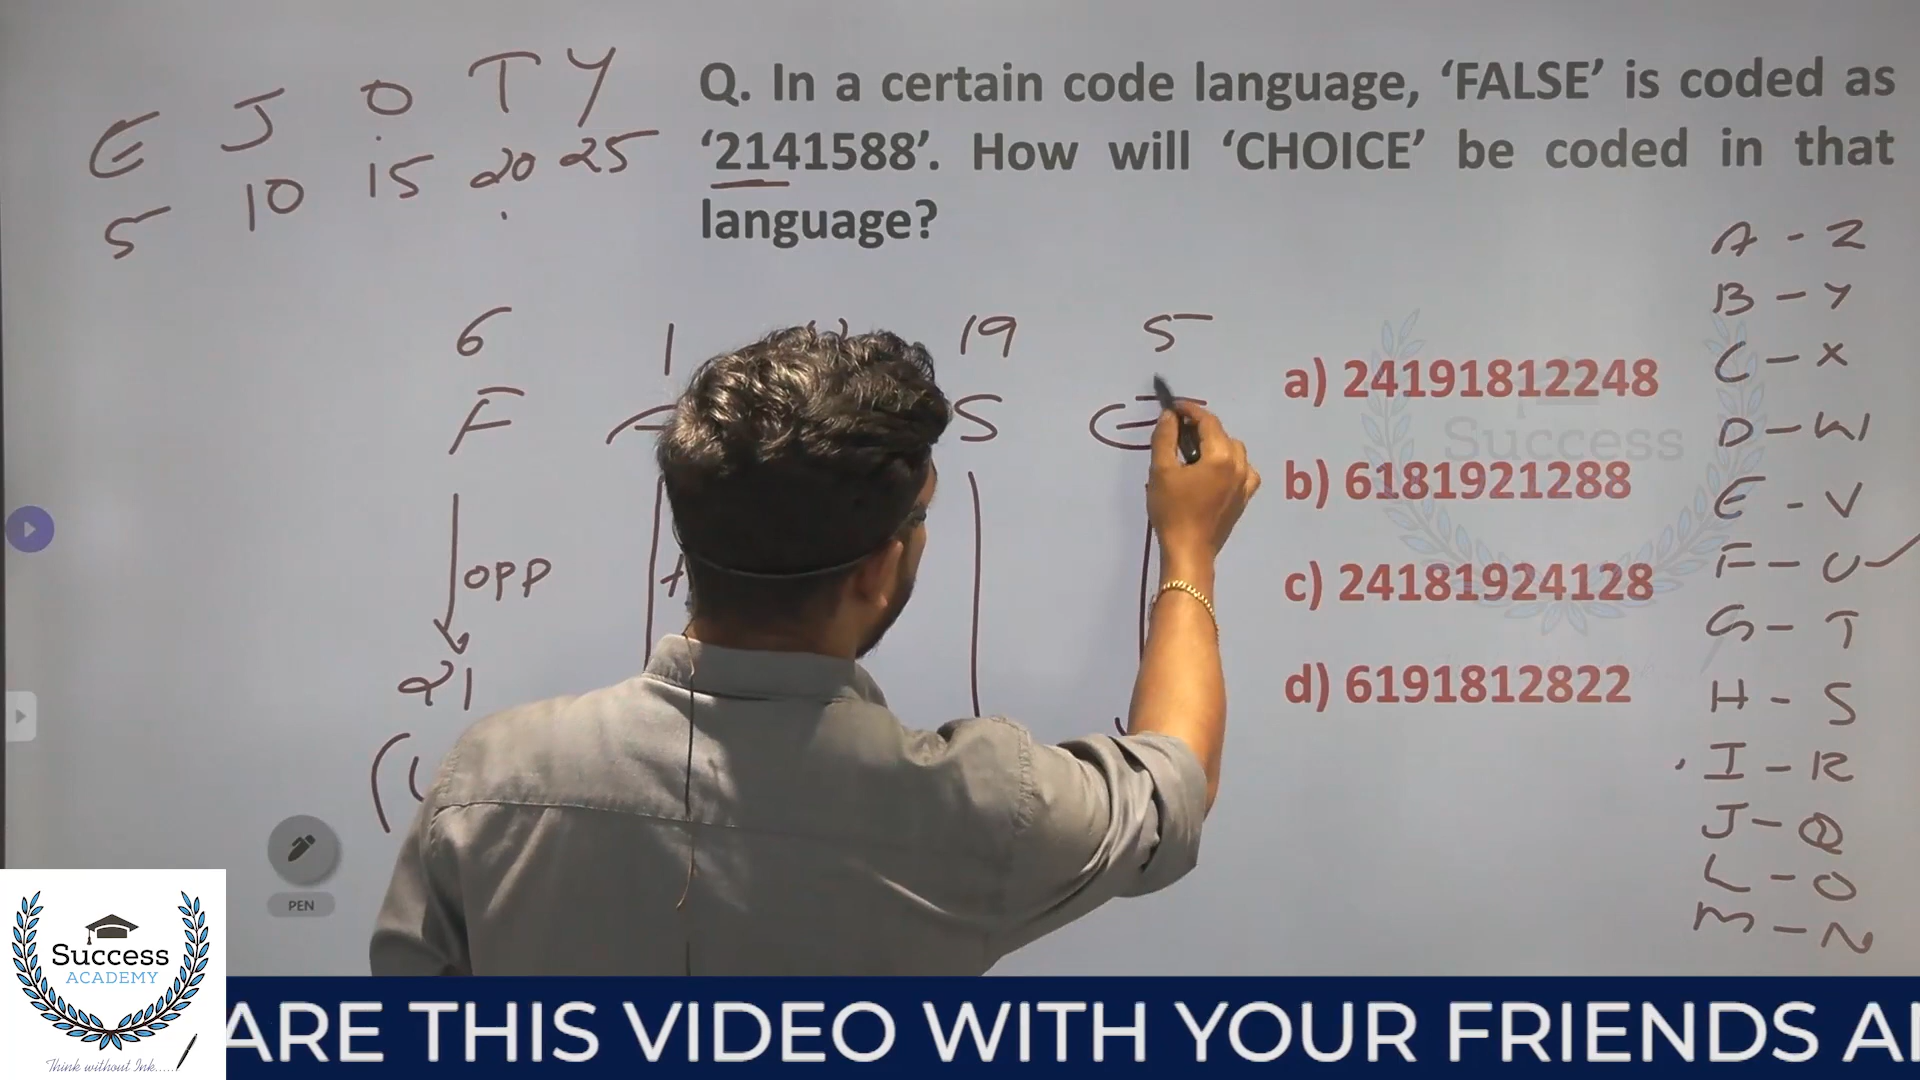 E J O T Y
5 10 15 20 25
Q. In a certain code language, ‘FALSE’ is coded as
‘2141588’. How will ‘CHOICE’ be coded in that
language?
6 1 19 5
F S E
opp
21
a) 24191812248
b) 6181921288
c) 24181924128
d) 6191812822
A - Z
B - Y
C - X
D - W
E - V
F - U
G - T
H - S
I - R
J - Q
L - O
M - N
Success
PEN
Success
ACADEMY
Think without Ink.....
ARE THIS VIDEO WITH YOUR FRIENDS A